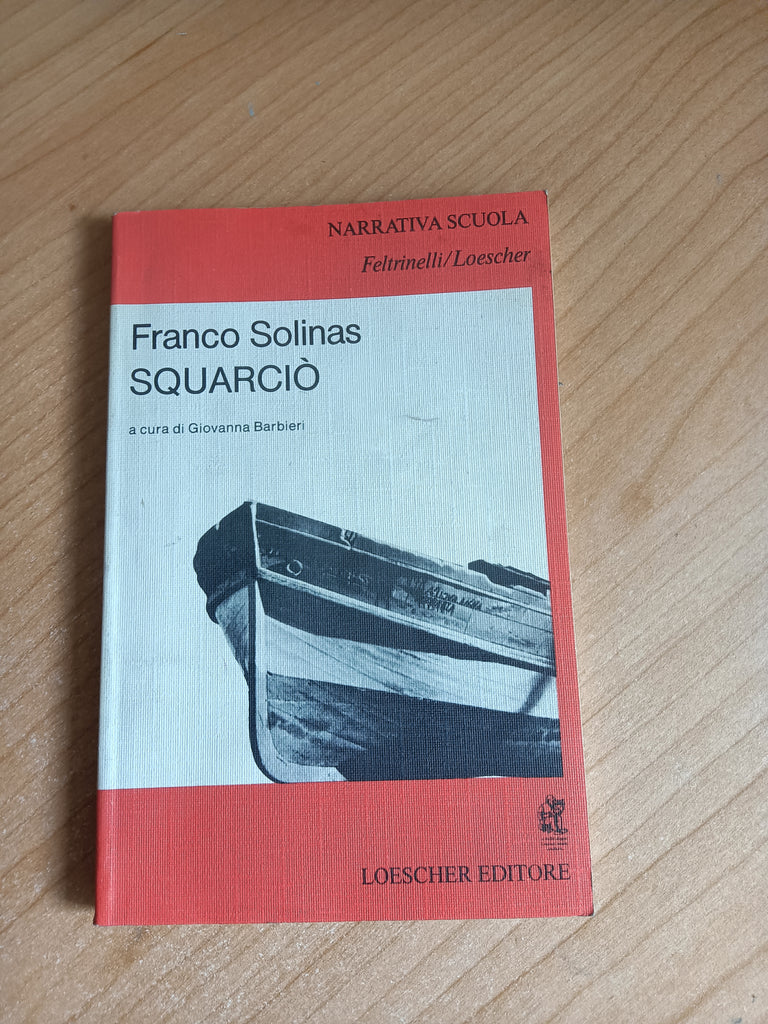 NARRATIVA SCUOLA
Feltrinelli/Loescher
Franco Solinas
SQUARCIÒ
a cura di Giovanna Barbieri
LOESCHER EDITORE